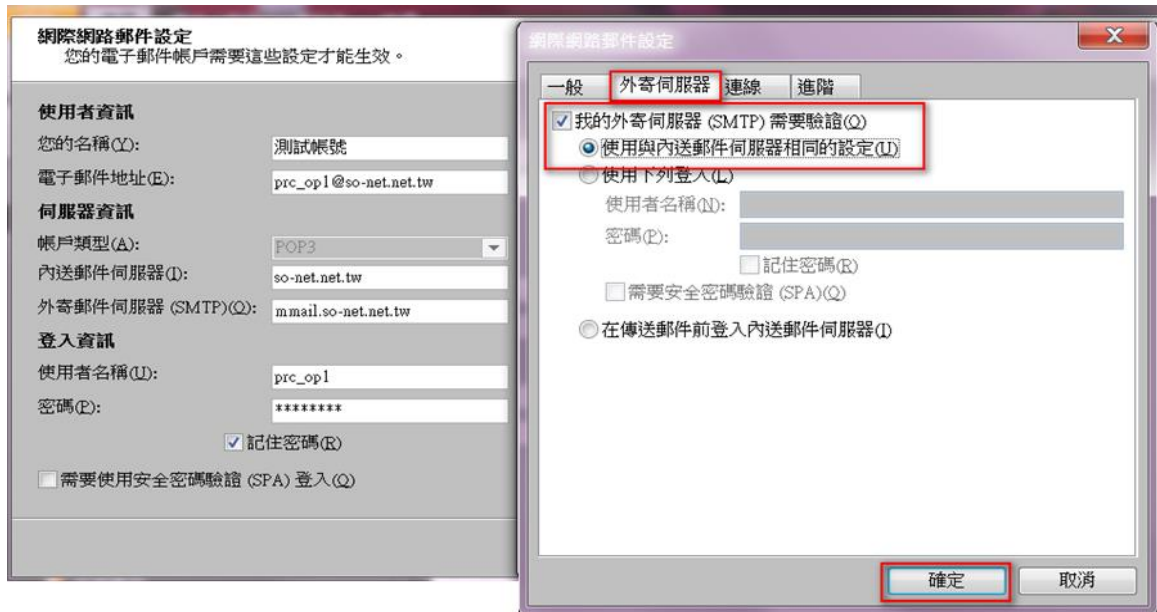 網際網路郵件設定
您的電子郵件帳戶需要這些設定才能生效。
使用者資訊
您的名稱(Y):
測試帳號
電子郵件地址(E):
prc_op1@so-net.net.tw
伺服器資訊
帳戶類型(A):
POP3
內送郵件伺服器(I):
so-net.net.tw
外寄郵件伺服器 (SMTP)(O):
mmail.so-net.net.tw
登入資訊
使用者名稱(U):
prc_op1
密碼(P):
********
記住密碼(R)
需要使用安全密碼驗證 (SPA) 登入(Q)
網際網路郵件設定
一般
外寄伺服器
連線
進階
我的外寄伺服器 (SMTP) 需要驗證(O)
使用與內送郵件伺服器相同的設定(U)
使用下列登入(L)
使用者名稱(N):
密碼(P):
記住密碼(R)
需要安全密碼驗證 (SPA)(Q)
在傳送郵件前登入內送郵件伺服器(I)
確定
取消